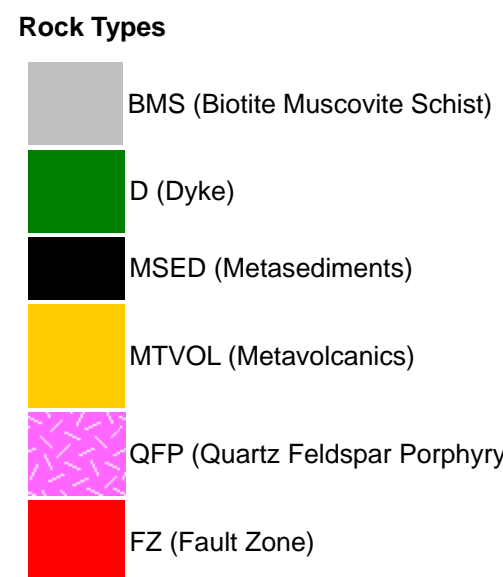 Rock Types
BMS (Biotite Muscovite Schist)
D (Dyke)
MSED (Metasediments)
MTVOL (Metavolcanics)
QFP (Quartz Feldspar Porphyry
FZ (Fault Zone)